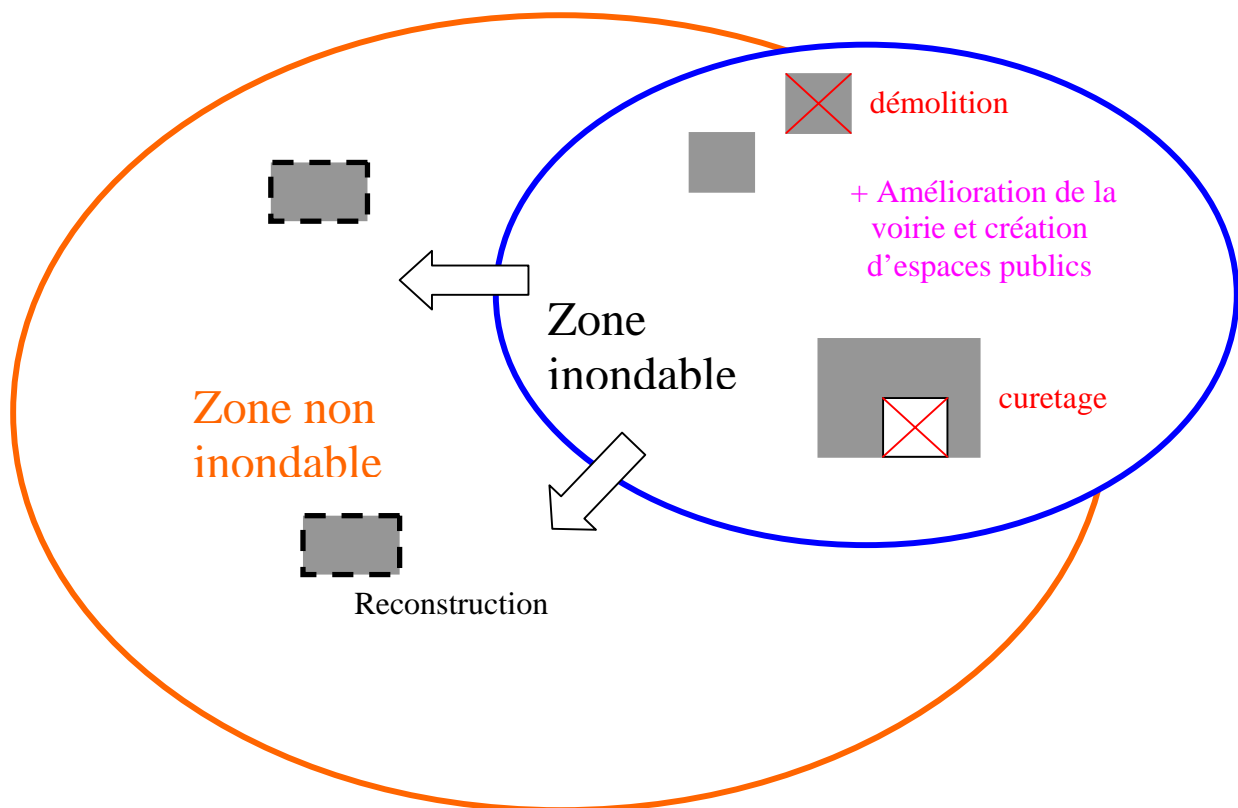 démolition
+ Amélioration de la
voirie et création
d'espaces publics
Zone
inondable
Zone non
inondable
curetage
Reconstruction